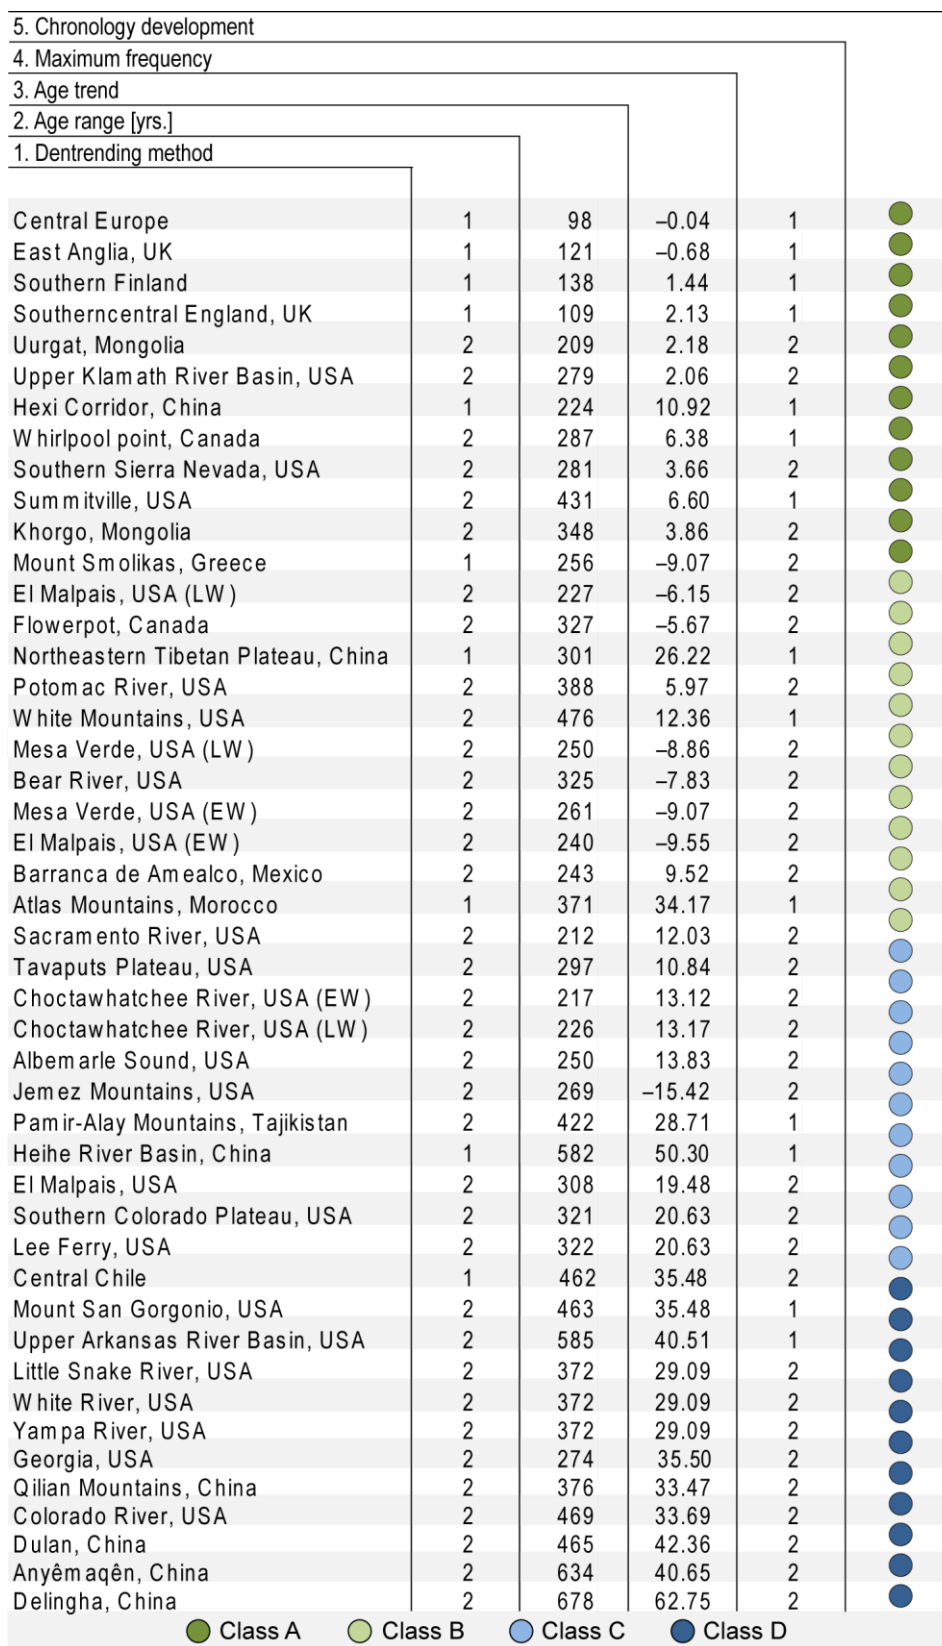 5. Chronology development
4. Maximum frequency
3. Age trend
2. Age range [yrs.]
1. Dentrending method
Central Europe 1 98 –0.04 1
East Anglia, UK 1 121 –0.68 1
Southern Finland 1 138 1.44 1
Southerncentral England, UK 1 109 2.13 1
Uurgat, Mongolia 2 209 2.18 2
Upper Klamath River Basin, USA 2 279 2.06 2
Hexi Corridor, China 1 224 10.92 1
Whirlpool point, Canada 2 287 6.38 1
Southern Sierra Nevada, USA 2 281 3.66 2
Summitville, USA 2 431 6.60 1
Khorgo, Mongolia 2 348 3.86 2
Mount Smolikas, Greece 1 256 –9.07 2
El Malpais, USA (LW) 2 227 –6.15 2
Flowerpot, Canada 2 327 –5.67 2
Northeastern Tibetan Plateau, China 1 301 26.22 1
Potomac River, USA 2 388 5.97 2
White Mountains, USA 2 476 12.36 1
Mesa Verde, USA (LW) 2 250 –8.86 2
Bear River, USA 2 325 –7.83 2
Mesa Verde, USA (EW) 2 261 –9.07 2
El Malpais, USA (EW) 2 240 –9.55 2
Barranca de Amealco, Mexico 2 243 9.52 2
Atlas Mountains, Morocco 1 371 34.17 1
Sacramento River, USA 2 212 12.03 2
Tavaputs Plateau, USA 2 297 10.84 2
Choctawhatchee River, USA (EW) 2 217 13.12 2
Choctawhatchee River, USA (LW) 2 226 13.17 2
Albemarle Sound, USA 2 250 13.83 2
Jemez Mountains, USA 2 269 –15.42 2
Pamir-Alay Mountains, Tajikistan 2 422 28.71 1
Heihe River Basin, China 1 582 50.30 1
El Malpais, USA 2 308 19.48 2
Southern Colorado Plateau, USA 2 321 20.63 2
Lee Ferry, USA 2 322 20.63 2
Central Chile 1 462 35.48 2
Mount San Gorgonio, USA 2 463 35.48 1
Upper Arkansas River Basin, USA 2 585 40.51 1
Little Snake River, USA 2 372 29.09 2
White River, USA 2 372 29.09 2
Yampa River, USA 2 372 29.09 2
Georgia, USA 2 274 35.50 2
Qilian Mountains, China 2 376 33.47 2
Colorado River, USA 2 469 33.69 2
Dulan, China 2 465 42.36 2
Anyêmaqên, China 2 634 40.65 2
Delingha, China 2 678 62.75 2
Class A Class B Class C Class D